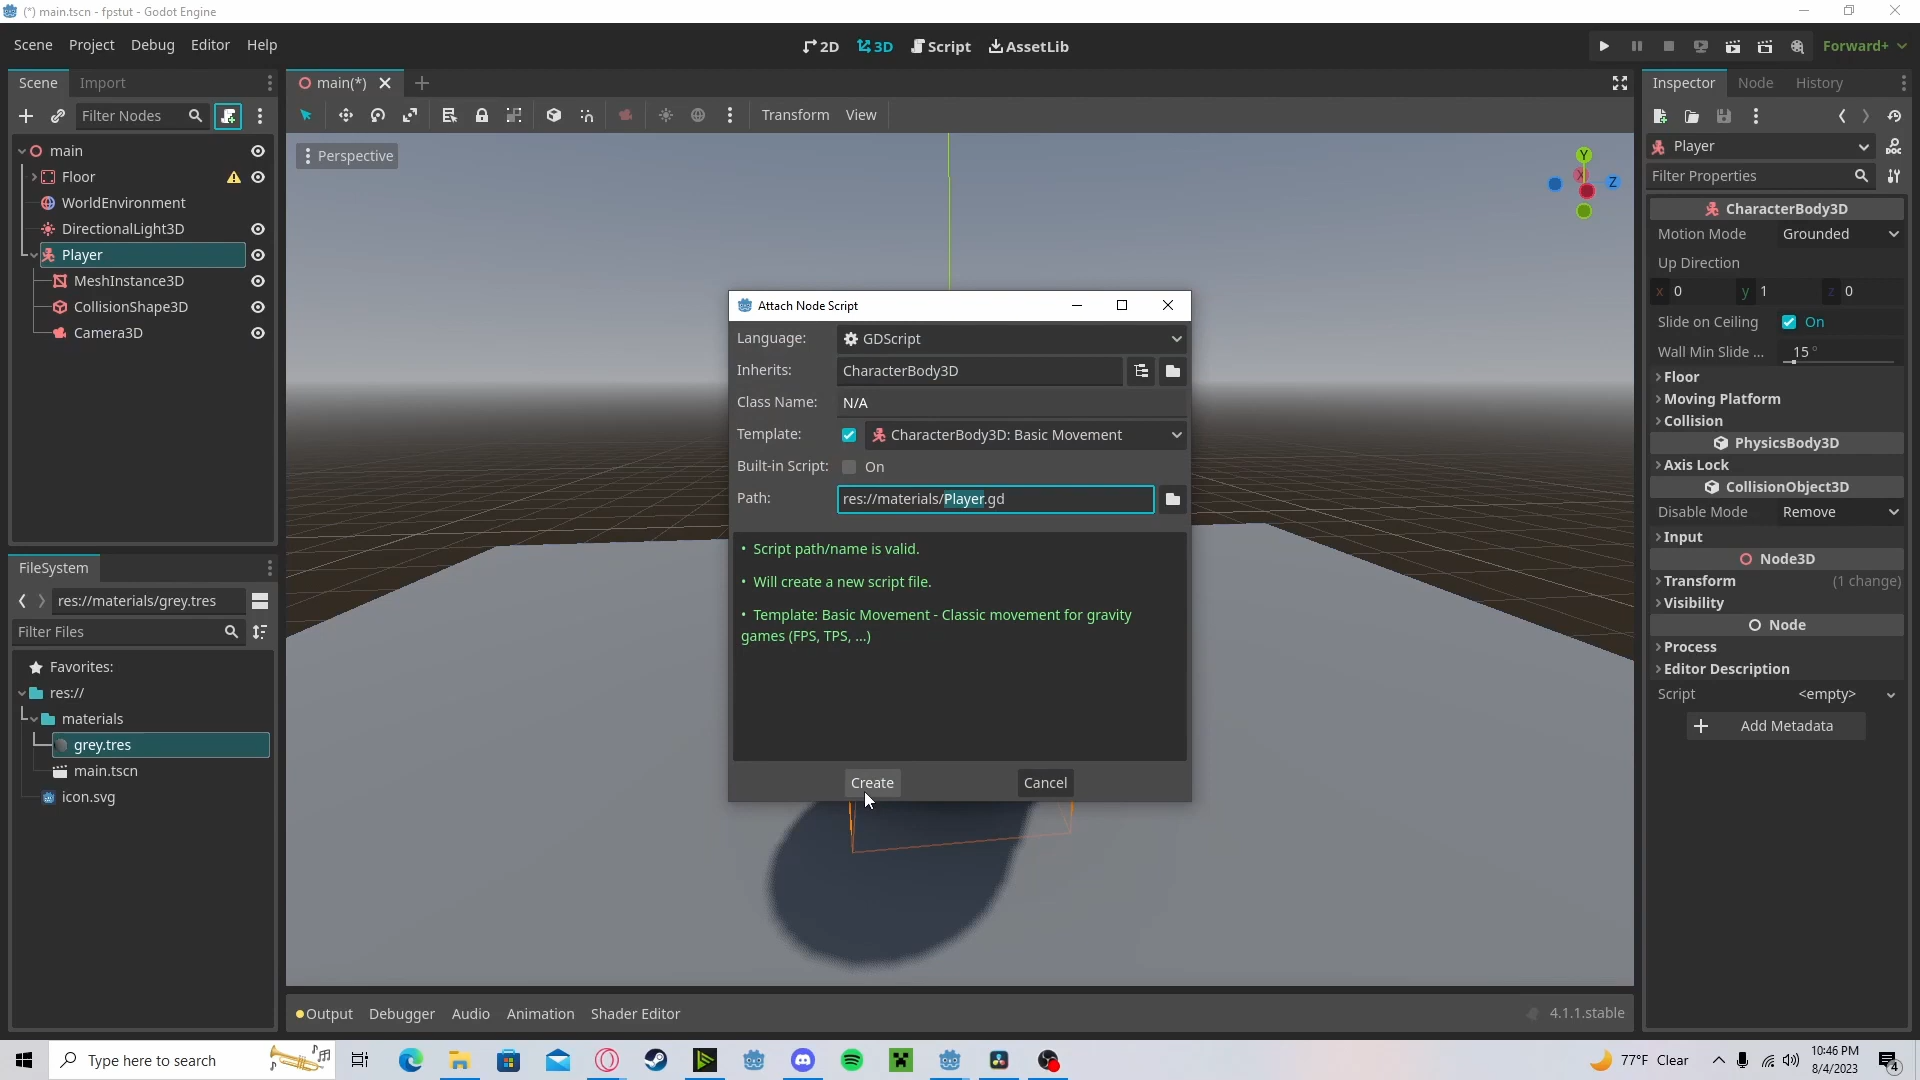 (*) main.tscn - fpstut - Godot Engine
Scene Project Debug Editor Help
2D 3D Script AssetLib
Forward+
Scene Import
main(*)
Inspector Node History
Filter Nodes
Transform View
Perspective
main
Floor
WorldEnvironment
DirectionalLight3D
Player
MeshInstance3D
CollisionShape3D
Camera3D
Y
X
Z
Attach Node Script
Language: GDScript
Inherits: CharacterBody3D
Class Name: N/A
Template: CharacterBody3D: Basic Movement
Built-in Script: On
Path: res://materials/Player.gd
• Script path/name is valid.
• Will create a new script file.
• Template: Basic Movement - Classic movement for gravity
games (FPS, TPS, ...)
Create Cancel
Player
Filter Properties
CharacterBody3D
Motion Mode Grounded
Up Direction
x 0 y 1 z 0
Slide on Ceiling On
Wall Min Slide ... 15 °
Floor
Moving Platform
Collision
PhysicsBody3D
Axis Lock
CollisionObject3D
Disable Mode Remove
Input
Node3D
Transform (1 change)
Visibility
Node
Process
Editor Description
Script <empty>
Add Metadata
FileSystem
res://materials/grey.tres
Filter Files
Favorites:
res://
materials
grey.tres
main.tscn
icon.svg
Output Debugger Audio Animation Shader Editor
4.1.1.stable
Type here to search
77°F Clear
10:46 PM
8/4/2023
4